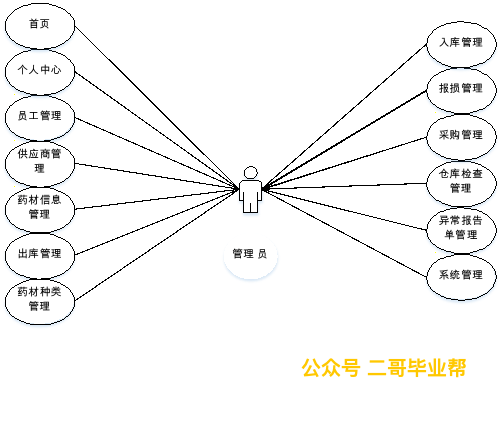 首页
个人中心
员工管理
供应商管
理
药材信息
管理
出库管理
药材种类
管理
管理员
入库管理
报损管理
采购管理
仓库检查
管理
异常报告
单管理
系统管理
公众号 二哥毕业帮